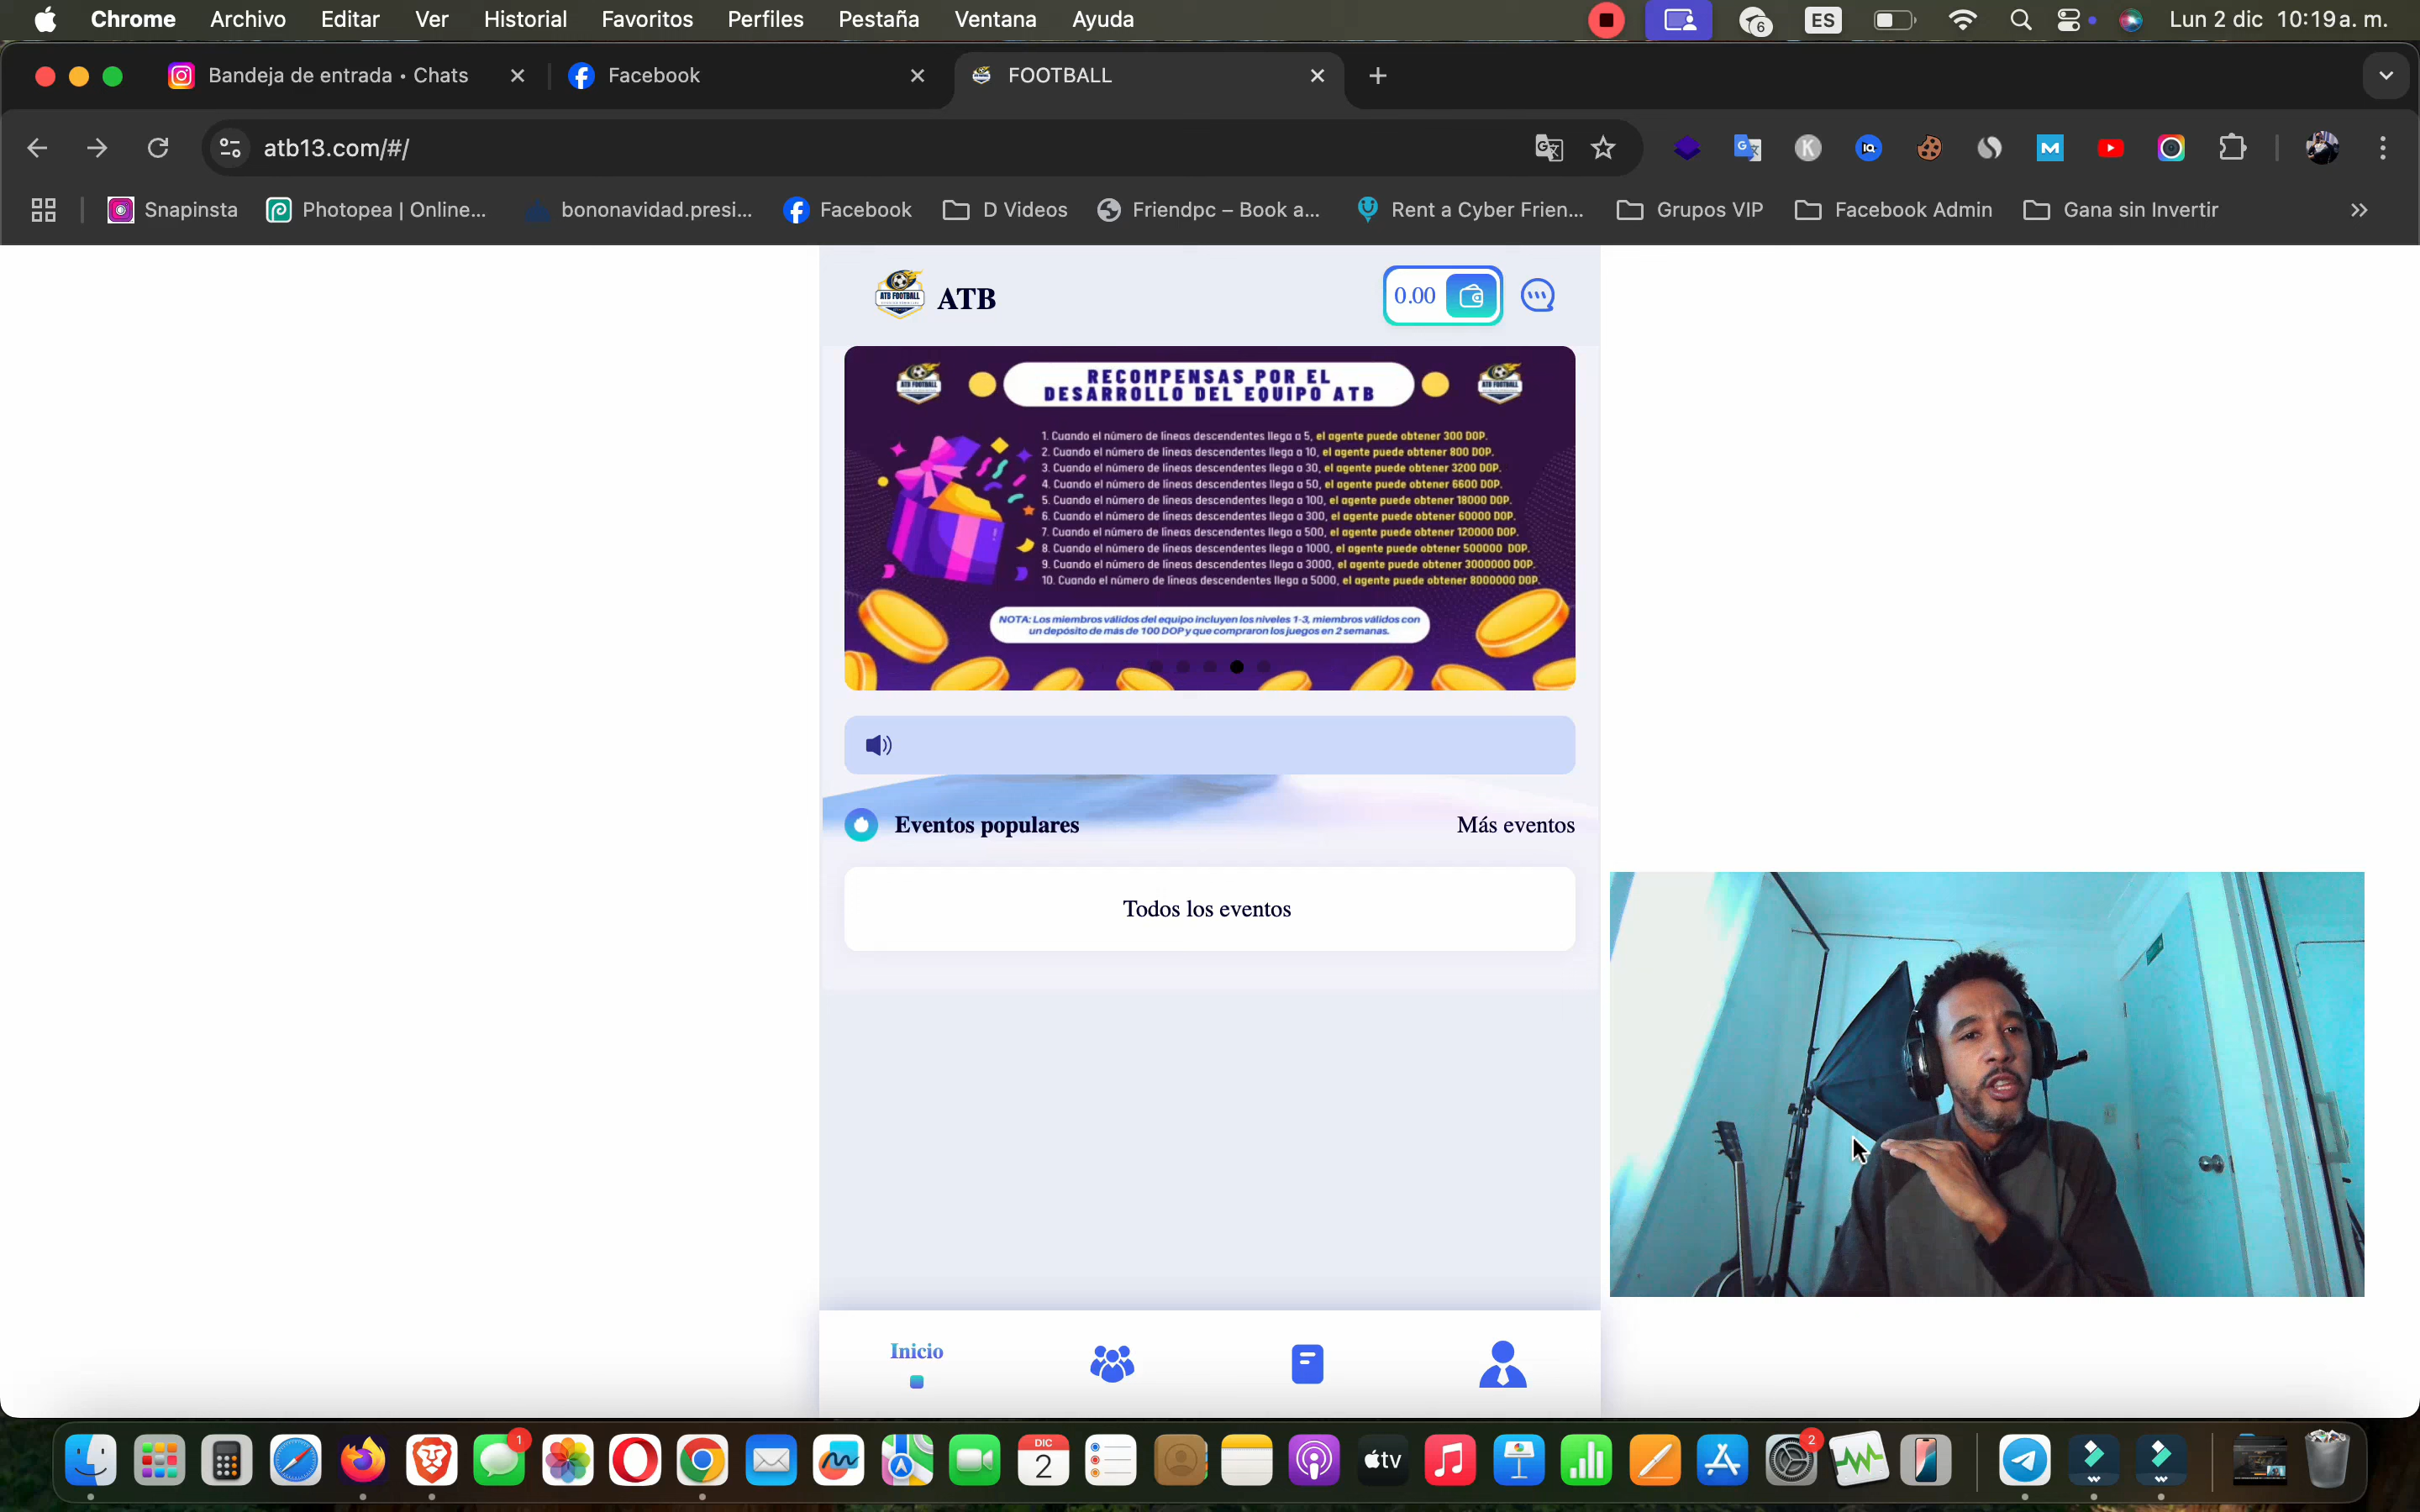 Chrome Archivo Editar Ver Historial Favoritos Perfiles Pestaña Ventana Ayuda 6 ES Lun 2 dic 10:19 a. m.
Bandeja de entrada • Chats Facebook FOOTBALL
atb13.com/#/
Snapinsta Photopea | Online... bononavidad.presi... Facebook D Videos Friendpc – Book a... Rent a Cyber Frien... Grupos VIP Facebook Admin Gana sin Invertir
ATB FOOTBALL
ATB
0.00
ATB FOOTBALL
ATB FOOTBALL
RECOMPENSAS POR EL
DESARROLLO DEL EQUIPO ATB
1. Cuando el número de líneas descendentes llega a 5, el agente puede obtener 300 DOP.
2. Cuando el número de líneas descendentes llega a 10, el agente puede obtener 800 DOP.
3. Cuando el número de líneas descendentes llega a 30, el agente puede obtener 3200 DOP.
4. Cuando el número de líneas descendentes llega a 50, el agente puede obtener 6600 DOP.
5. Cuando el número de líneas descendentes llega a 100, el agente puede obtener 18000 DOP.
6. Cuando el número de líneas descendentes llega a 300, el agente puede obtener 60000 DOP.
7. Cuando el número de líneas descendentes llega a 500, el agente puede obtener 120000 DOP.
8. Cuando el número de líneas descendentes llega a 1000, el agente puede obtener 500000 DOP.
9. Cuando el número de líneas descendentes llega a 3000, el agente puede obtener 3000000 DOP.
10. Cuando el número de líneas descendentes llega a 5000, el agente puede obtener 8000000 DOP.
NOTA: Los miembros válidos del equipo incluyen los niveles 1-3, miembros válidos con
un depósito de más de 100 DOP y que compraron los juegos en 2 semanas.
Eventos populares
Más eventos
Todos los eventos
Inicio
1
DIC
2
tv
2